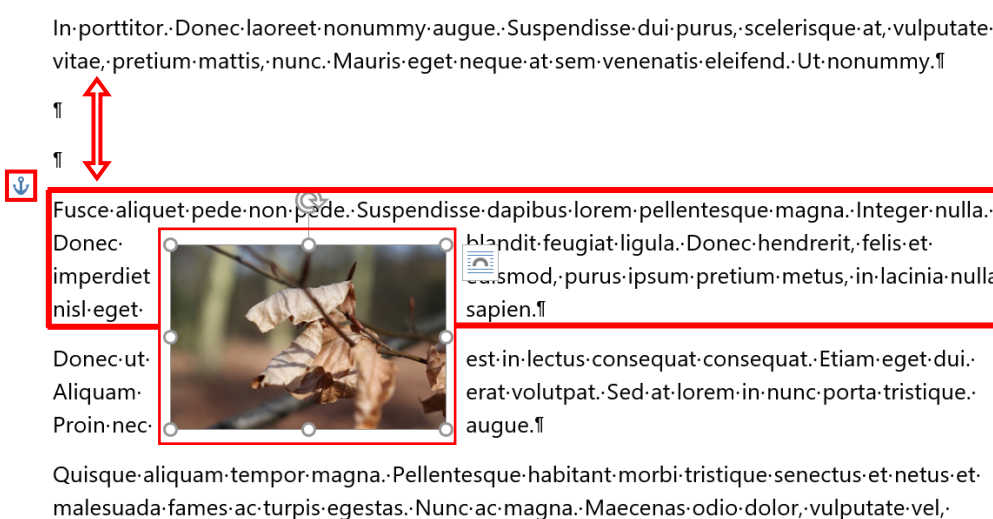 In porttitor. Donec laoreet nonummy augue. Suspendisse dui purus, scelerisque at, vulputate
vitae, pretium mattis, nunc. Mauris eget neque at sem venenatis eleifend. Ut nonummy.¶
¶
¶
Fusce aliquet pede non pede. Suspendisse dapibus lorem pellentesque magna. Integer nulla.
Donec blandit feugiat ligula. Donec hendrerit, felis et
imperdiet euismod, purus ipsum pretium metus, in lacinia nulla
nisl eget sapien.¶
Donec ut est in lectus consequat consequat. Etiam eget dui.
Aliquam erat volutpat. Sed at lorem in nunc porta tristique.
Proin nec augue.¶
Quisque aliquam tempor magna. Pellentesque habitant morbi tristique senectus et netus et
malesuada fames ac turpis egestas. Nunc ac magna. Maecenas odio dolor, vulputate vel,